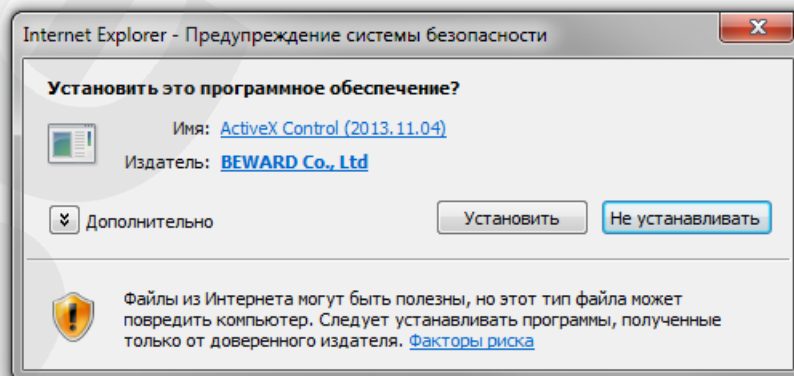 Internet Explorer - Предупреждение системы безопасности
Установить это программное обеспечение?
Имя: ActiveX Control (2013.11.04)
Издатель: BEWARD Co., Ltd
Дополнительно
Установить
Не устанавливать
Файлы из Интернета могут быть полезны, но этот тип файла может
повредить компьютер. Следует устанавливать программы, полученные
только от доверенного издателя. Факторы риска